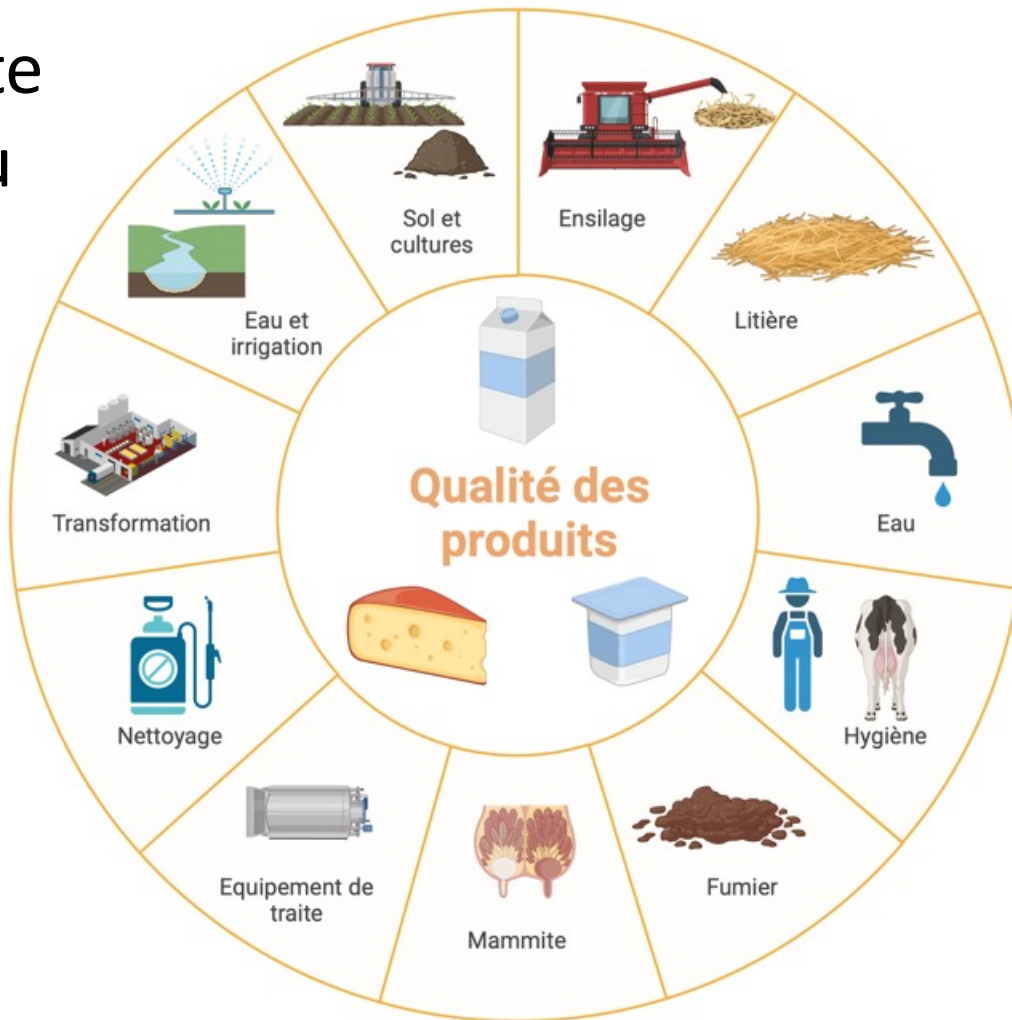 Sol et
cultures
Ensilage
Litière
Eau
Hygiène
Fumier
Mammite
Equipement de
traite
Nettoyage
Transformation
Eau et
irrigation
Qualité des
produits